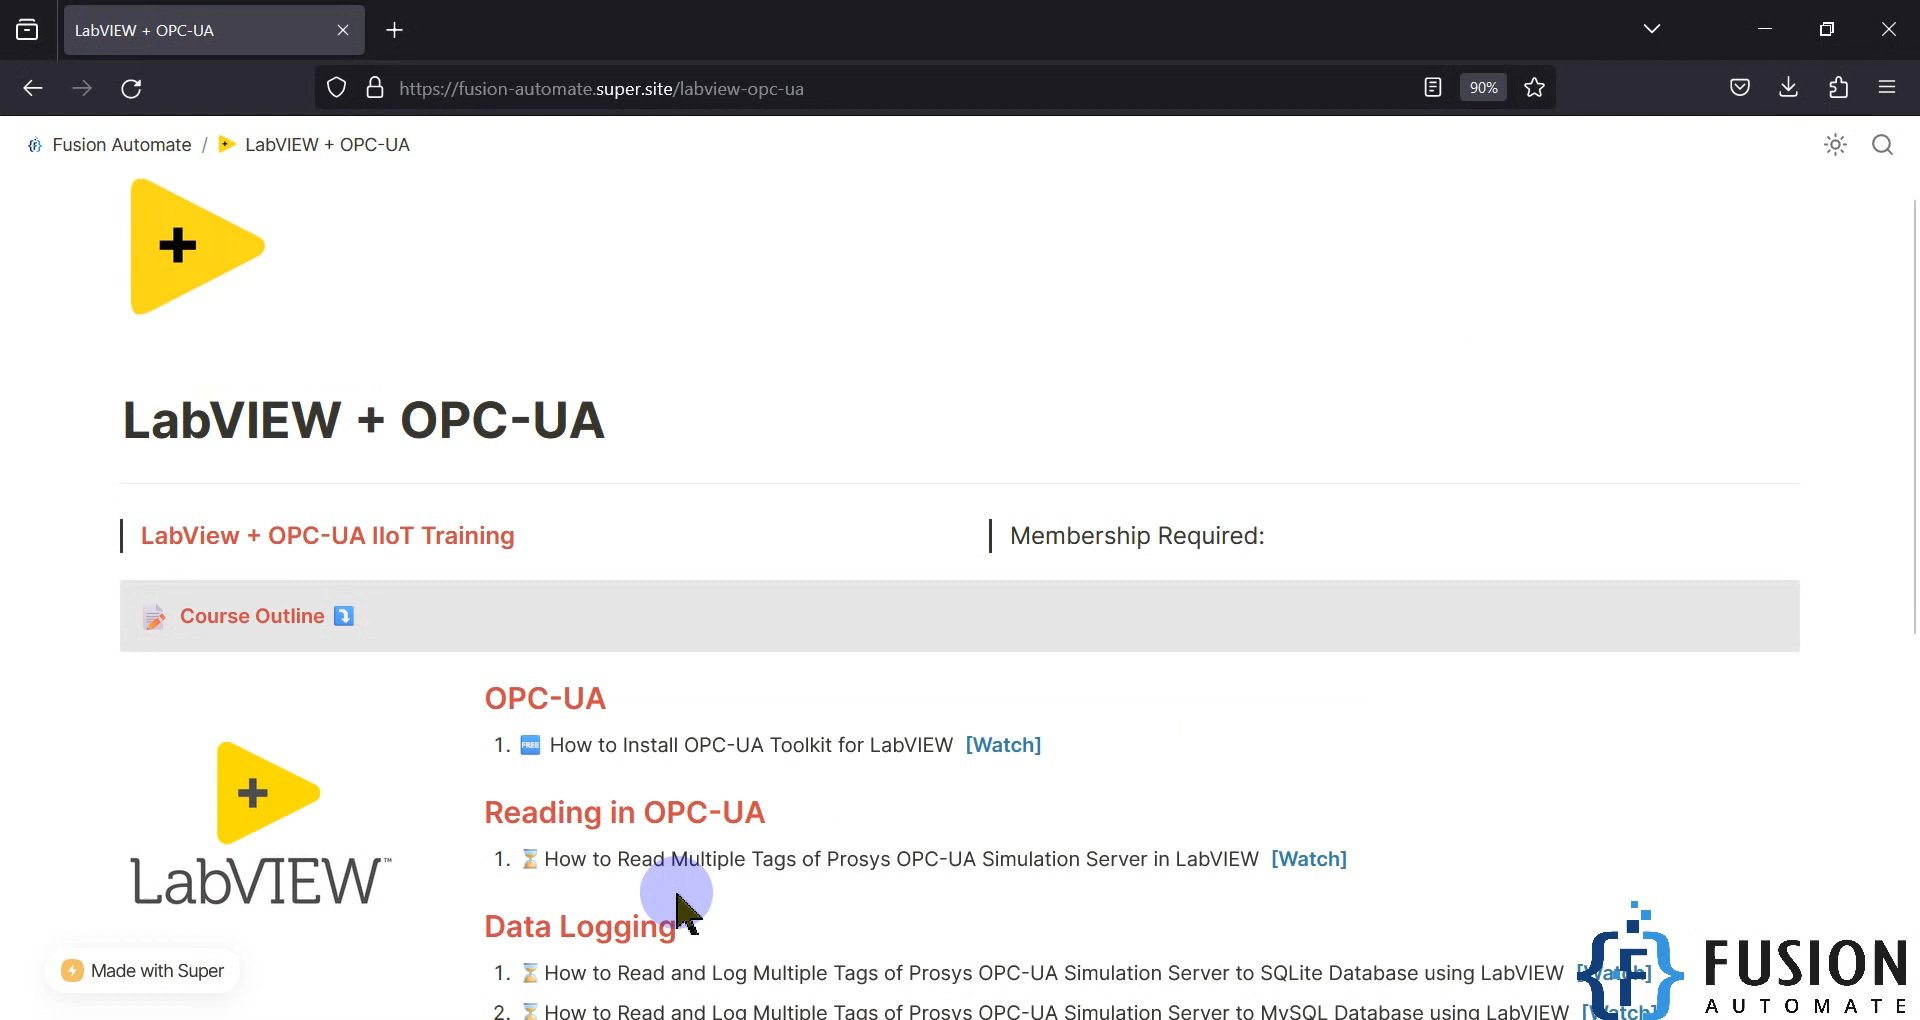 LabVIEW + OPC-UA
https://fusion-automate.super.site/labview-opc-ua
90%
Fusion Automate / LabVIEW + OPC-UA
LabVIEW + OPC-UA
LabView + OPC-UA IIoT Training
Membership Required:
Course Outline
OPC-UA
1. FREE How to Install OPC-UA Toolkit for LabVIEW [Watch]
Reading in OPC-UA
1. How to Read Multiple Tags of Prosys OPC-UA Simulation Server in LabVIEW [Watch]
LabVIEW™
Data Logging
1. How to Read and Log Multiple Tags of Prosys OPC-UA Simulation Server to SQLite Database using LabVIEW [Watch]
2. How to Read and Log Multiple Tags of Prosys OPC-UA Simulation Server to MySQL Database using LabVIEW [Watch]
Made with Super
FUSION
AUTOMATE